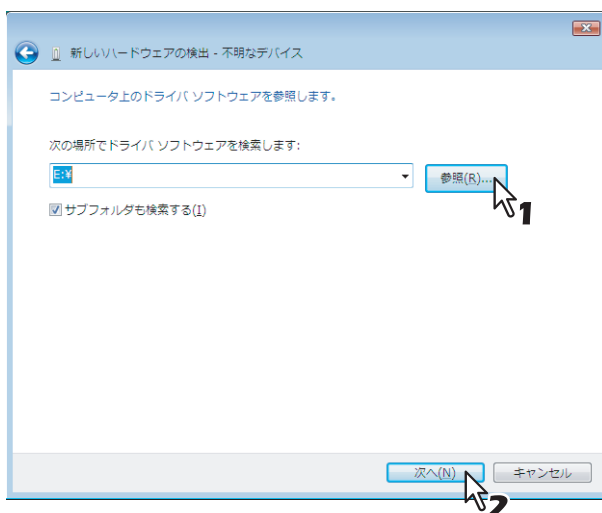 新しいハードウェアの検出 - 不明なデバイス
コンピュータ上のドライバ ソフトウェアを参照します。
次の場所でドライバ ソフトウェアを検索します:
E:¥
参照(R)...
1
サブフォルダも検索する(I)
次へ(N)
キャンセル
2